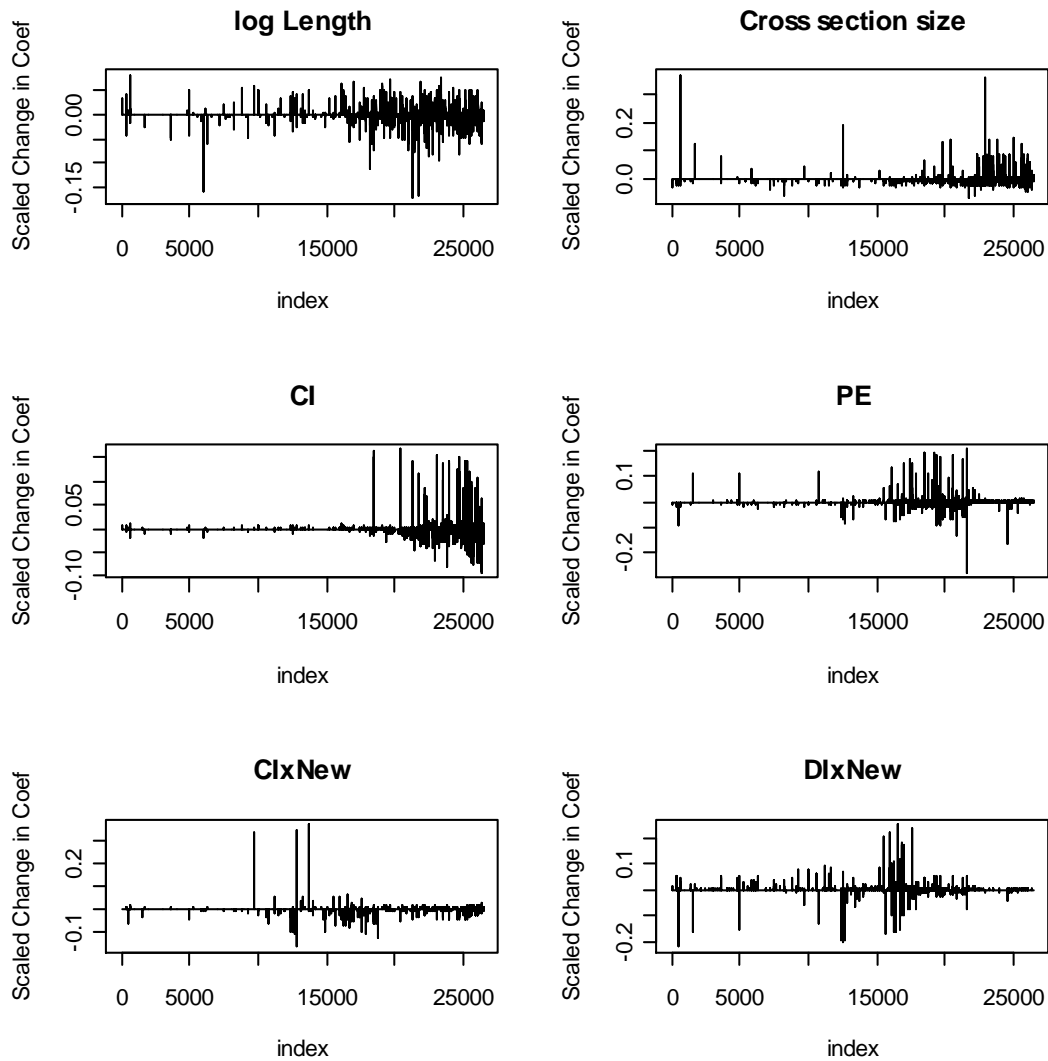 log Length
Scaled Change in Coef
0.00
-0.15
0 5000 15000 25000
index
Cross section size
Scaled Change in Coef
0.2
0.0
0 5000 15000 25000
index
CI
Scaled Change in Coef
0.05
-0.10
0 5000 15000 25000
index
PE
Scaled Change in Coef
0.1
-0.2
0 5000 15000 25000
index
CIxNew
Scaled Change in Coef
0.2
-0.1
0 5000 15000 25000
index
DIxNew
Scaled Change in Coef
0.1
-0.2
0 5000 15000 25000
index